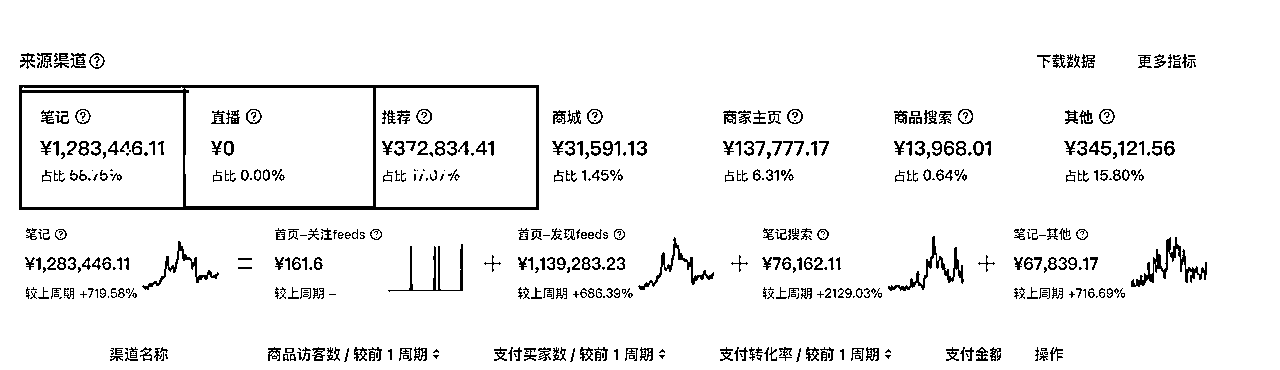 来源渠道
下载数据 更多指标
笔记 直播 推荐 商城 商家主页 商品搜索 其他
¥1,283,446.11 ¥0 ¥372,834.41 ¥31,591.13 ¥137,777.17 ¥13,968.01 ¥345,121.56
占比 58.75% 占比 0.00% 占比 17.07% 占比 1.45% 占比 6.31% 占比 0.64% 占比 15.80%
笔记 首页-关注feeds 首页-发现feeds 笔记搜索 笔记-其他
¥1,283,446.11 = ¥161.6 + ¥1,139,283.23 + ¥76,162.11 + ¥67,839.17
较上周期 +719.58% 较上周期 - 较上周期 +686.39% 较上周期 +2129.03% 较上周期 +716.69%
渠道名称 商品访客数 / 较前 1 周期 支付买家数 / 较前 1 周期 支付转化率 / 较前 1 周期 支付金额 操作